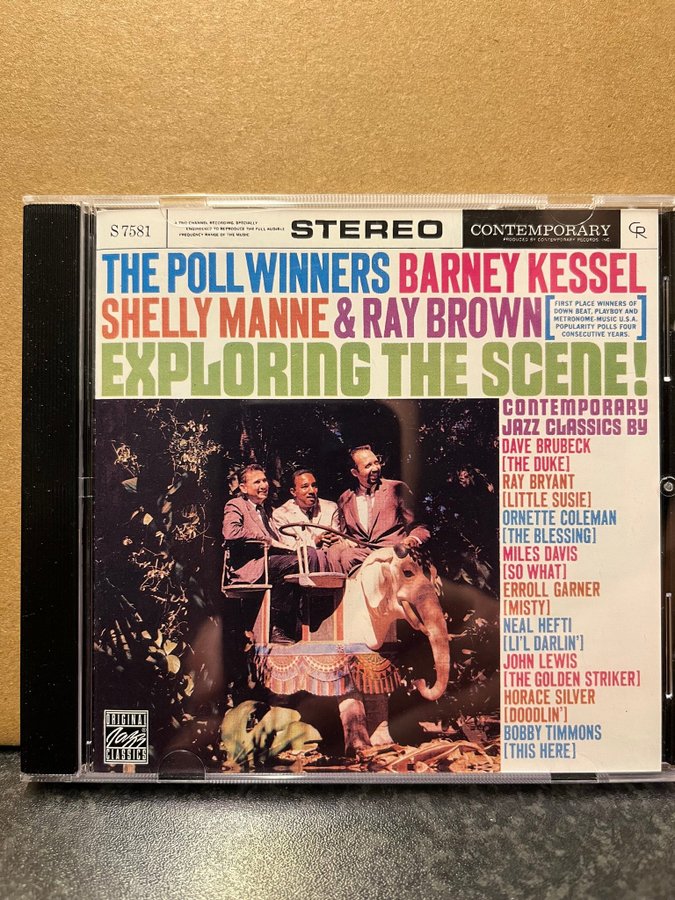 S 7581
A TWO CHANNEL RECORDING, SPECIALLY
ENGINEERED TO REPRODUCE THE FULL AUDIBLE
FREQUENCY RANGE OF THE MUSIC
STEREO
CONTEMPORARY
PRODUCED BY CONTEMPORARY RECORDS, INC.
CR
THE POLL WINNERS BARNEY KESSEL
SHELLY MANNE & RAY BROWN
[FIRST PLACE WINNERS OF
DOWN BEAT, PLAYBOY AND
METRONOME-MUSIC U.S.A.
POPULARITY POLLS FOUR
CONSECUTIVE YEARS.]
EXPLORING THE SCENE!
CONTEMPORARY
JAZZ CLASSICS BY
DAVE BRUBECK
[THE DUKE]
RAY BRYANT
[LITTLE SUSIE]
ORNETTE COLEMAN
[THE BLESSING]
MILES DAVIS
[SO WHAT]
ERROLL GARNER
[MISTY]
NEAL HEFTI
[LI'L DARLIN']
JOHN LEWIS
[THE GOLDEN STRIKER]
HORACE SILVER
[DOODLIN']
BOBBY TIMMONS
[THIS HERE]
ORIGINAL
Jazz
CLASSICS